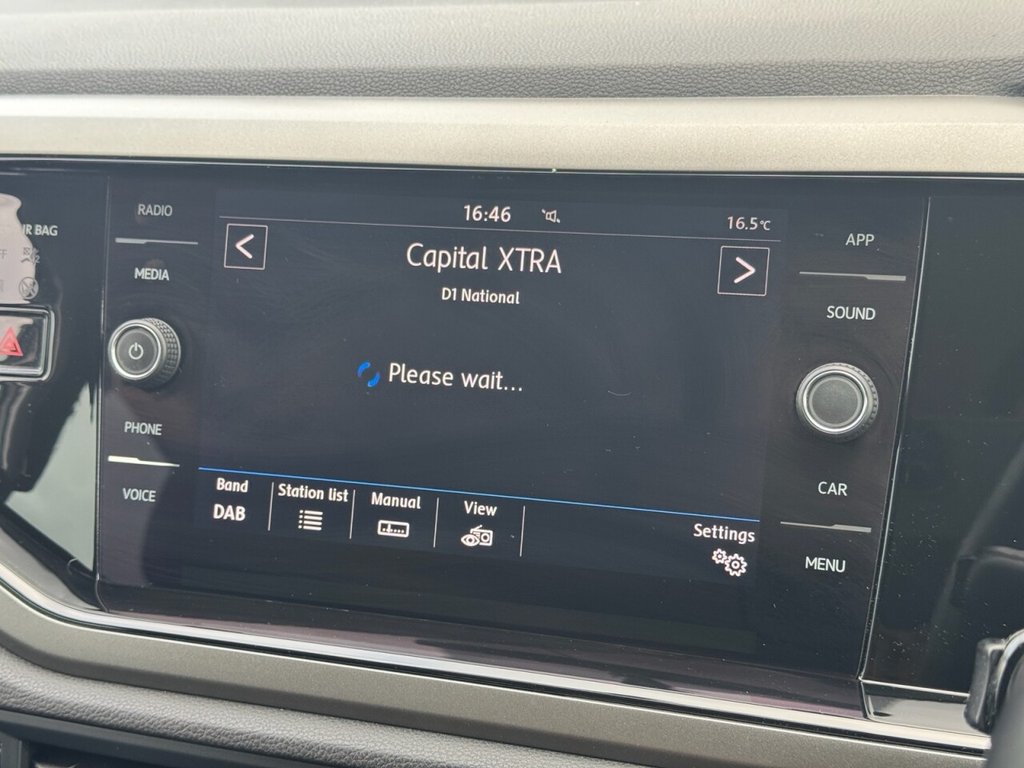 RADIO
MEDIA
PHONE
VOICE
16:46
16.5°C
<
Capital XTRA
>
D1 National
Please wait...
Band
DAB
Station list
Manual
View
Settings
APP
SOUND
CAR
MENU
BAG